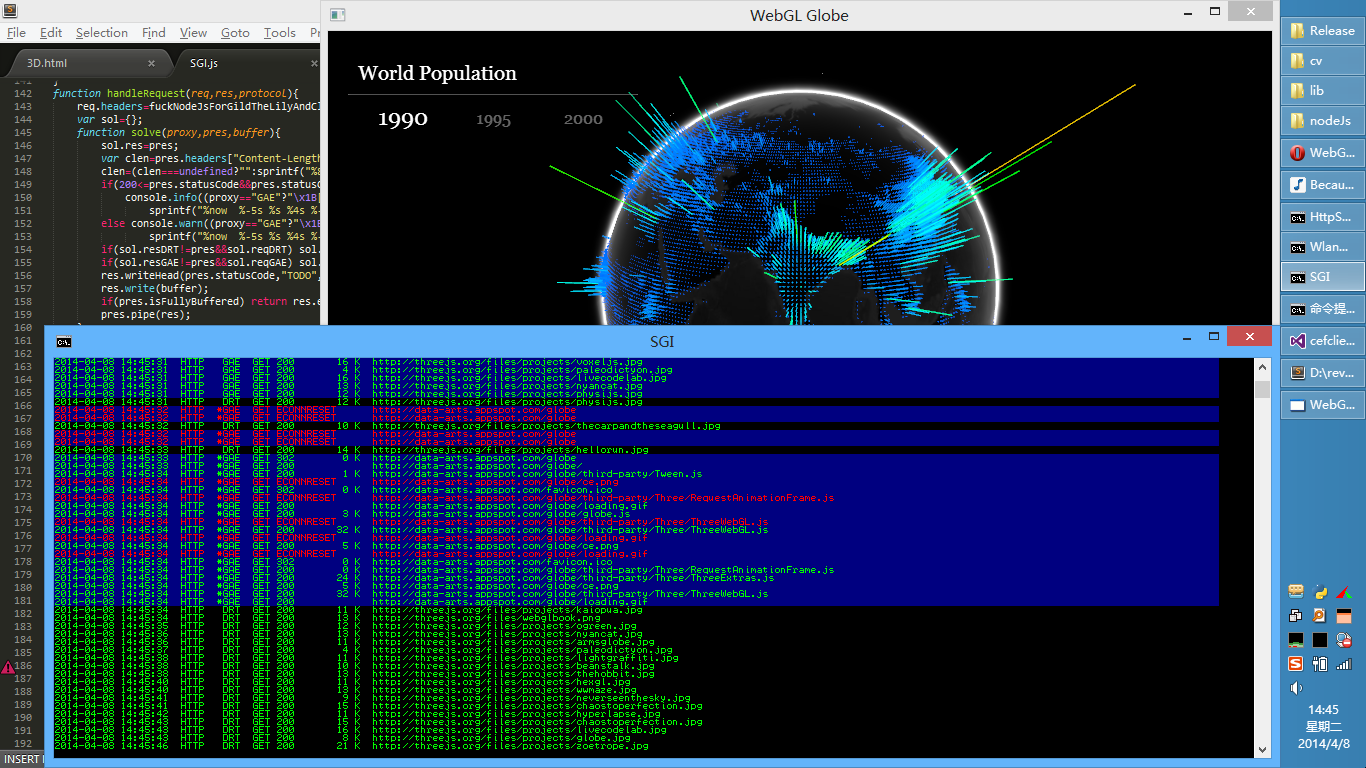 WebGL Globe
File Edit Selection Find View Goto Tools
3D.html
SGI.js
142 function handleRequest(req,res,protocol){
143 req.headers=fuckNodeJsForGildTheLilyAndCl
144 var sol={};
145 function solve(proxy,pres,buffer){
146 sol.res=pres;
147 var clen=pres.headers["Content-Length
148 clen=(clen===undefined?"":sprintf("%8
149 if(200<=pres.statusCode&&pres.statusC
150 console.info((proxy=="GAE"?"\x1B[
151 sprintf("%now %-5s %s %4s %-
152 else console.warn((proxy=="GAE"?"\x1B
153 sprintf("%now %-5s %s %4s %-
154 if(sol.resDRT!=pres&&sol.reqDRT) sol.
155 if(sol.resGAE!=pres&&sol.reqGAE) sol.
156 res.writeHead(pres.statusCode,"TODO",
157 res.write(buffer);
158 if(pres.isFullyBuffered) return res.e
159 pres.pipe(res);
160
161
162
163
164
165
166
167
168
169
170
171
172
173
174
175
176
177
178
179
180
181
182
183
184
185
186
187
188
189
190
191
192
INSERT
World Population
1990 1995 2000
SGI
2014-04-08 14:45:31 HTTP GAE GET 200 16 K http://threejs.org/files/projects/voxeljs.jpg
2014-04-08 14:45:31 HTTP GAE GET 200 4 K http://threejs.org/files/projects/paleodictyon.jpg
2014-04-08 14:45:31 HTTP GAE GET 200 16 K http://threejs.org/files/projects/livecodelab.jpg
2014-04-08 14:45:31 HTTP GAE GET 200 13 K http://threejs.org/files/projects/nyancat.jpg
2014-04-08 14:45:31 HTTP GAE GET 200 12 K http://threejs.org/files/projects/physijs.jpg
2014-04-08 14:45:31 HTTP DRT GET 200 12 K http://threejs.org/files/projects/physijs.jpg
2014-04-08 14:45:32 HTTP *GAE GET ECONNRESET http://data-arts.appspot.com/globe
2014-04-08 14:45:32 HTTP *GAE GET ECONNRESET http://data-arts.appspot.com/globe
2014-04-08 14:45:32 HTTP DRT GET 200 10 K http://threejs.org/files/projects/thecarpandtheseagull.jpg
2014-04-08 14:45:32 HTTP *GAE GET ECONNRESET http://data-arts.appspot.com/globe
2014-04-08 14:45:32 HTTP *GAE GET ECONNRESET http://data-arts.appspot.com/globe
2014-04-08 14:45:33 HTTP DRT GET 200 14 K http://threejs.org/files/projects/hellorun.jpg
2014-04-08 14:45:34 HTTP *GAE GET 302 0 K http://data-arts.appspot.com/globe
2014-04-08 14:45:34 HTTP *GAE GET 200 http://data-arts.appspot.com/globe/
2014-04-08 14:45:34 HTTP *GAE GET 200 1 K http://data-arts.appspot.com/globe/third-party/Tween.js
2014-04-08 14:45:34 HTTP *GAE GET ECONNRESET http://data-arts.appspot.com/globe/ce.png
2014-04-08 14:45:34 HTTP *GAE GET 302 0 K http://data-arts.appspot.com/favicon.ico
2014-04-08 14:45:34 HTTP *GAE GET ECONNRESET http://data-arts.appspot.com/globe/third-party/Three/RequestAnimationFrame.js
2014-04-08 14:45:34 HTTP *GAE GET 200 http://data-arts.appspot.com/globe/loading.gif
2014-04-08 14:45:34 HTTP *GAE GET 200 3 K http://data-arts.appspot.com/globe/globe.js
2014-04-08 14:45:34 HTTP *GAE GET ECONNRESET http://data-arts.appspot.com/globe/third-party/Three/ThreeWebGL.js
2014-04-08 14:45:34 HTTP *GAE GET 200 32 K http://data-arts.appspot.com/globe/third-party/Three/ThreeWebGL.js
2014-04-08 14:45:34 HTTP *GAE GET ECONNRESET http://data-arts.appspot.com/globe/loading.gif
2014-04-08 14:45:34 HTTP *GAE GET 200 5 K http://data-arts.appspot.com/globe/ce.png
2014-04-08 14:45:34 HTTP *GAE GET ECONNRESET http://data-arts.appspot.com/globe/loading.gif
2014-04-08 14:45:34 HTTP *GAE GET 302 0 K http://data-arts.appspot.com/favicon.ico
2014-04-08 14:45:34 HTTP *GAE GET 200 0 K http://data-arts.appspot.com/globe/third-party/Three/RequestAnimationFrame.js
2014-04-08 14:45:34 HTTP *GAE GET 200 24 K http://data-arts.appspot.com/globe/third-party/Three/ThreeExtras.js
2014-04-08 14:45:34 HTTP *GAE GET 200 5 K http://data-arts.appspot.com/globe/ce.png
2014-04-08 14:45:34 HTTP *GAE GET 200 32 K http://data-arts.appspot.com/globe/third-party/Three/ThreeWebGL.js
2014-04-08 14:45:34 HTTP *GAE GET 200 http://data-arts.appspot.com/globe/loading.gif
2014-04-08 14:45:34 HTTP DRT GET 200 11 K http://threejs.org/files/projects/kaiopua.jpg
2014-04-08 14:45:34 HTTP DRT GET 200 13 K http://threejs.org/files/projects/webglbook.png
2014-04-08 14:45:35 HTTP DRT GET 200 12 K http://threejs.org/files/projects/ogreen.jpg
2014-04-08 14:45:36 HTTP DRT GET 200 13 K http://threejs.org/files/projects/nyancat.jpg
2014-04-08 14:45:36 HTTP DRT GET 200 11 K http://threejs.org/files/projects/armsglobe.jpg
2014-04-08 14:45:37 HTTP DRT GET 200 4 K http://threejs.org/files/projects/paleodictyon.jpg
2014-04-08 14:45:38 HTTP DRT GET 200 11 K http://threejs.org/files/projects/lightgraffiti.jpg
2014-04-08 14:45:38 HTTP DRT GET 200 10 K http://threejs.org/files/projects/beanstalk.jpg
2014-04-08 14:45:38 HTTP DRT GET 200 13 K http://threejs.org/files/projects/thehobbit.jpg
2014-04-08 14:45:40 HTTP DRT GET 200 11 K http://threejs.org/files/projects/hexgl.jpg
2014-04-08 14:45:40 HTTP DRT GET 200 13 K http://threejs.org/files/projects/wwmaze.jpg
2014-04-08 14:45:41 HTTP DRT GET 200 K http://threejs.org/files/projects/neverseenthesky.jpg
2014-04-08 14:45:41 HTTP DRT GET 200 15 K http://threejs.org/files/projects/chaostoperfection.jpg
2014-04-08 14:45:42 HTTP DRT GET 200 11 K http://threejs.org/files/projects/hyperlapse.jpg
2014-04-08 14:45:42 HTTP DRT GET 200 15 K http://threejs.org/files/projects/chaostoperfection.jpg
2014-04-08 14:45:43 HTTP DRT GET 200 16 K http://threejs.org/files/projects/livecodelab.jpg
2014-04-08 14:45:43 HTTP DRT GET 200 8 K http://threejs.org/files/projects/globe.jpg
2014-04-08 14:45:46 HTTP DRT GET 200 21 K http://threejs.org/files/projects/zoetrope.jpg
Release
cv
lib
nodeJs
WebG...
Becau...
HttpS...
Wlan...
SGI
命令提...
cefclie...
D:\rev...
WebG...
14:45
星期二
2014/4/8